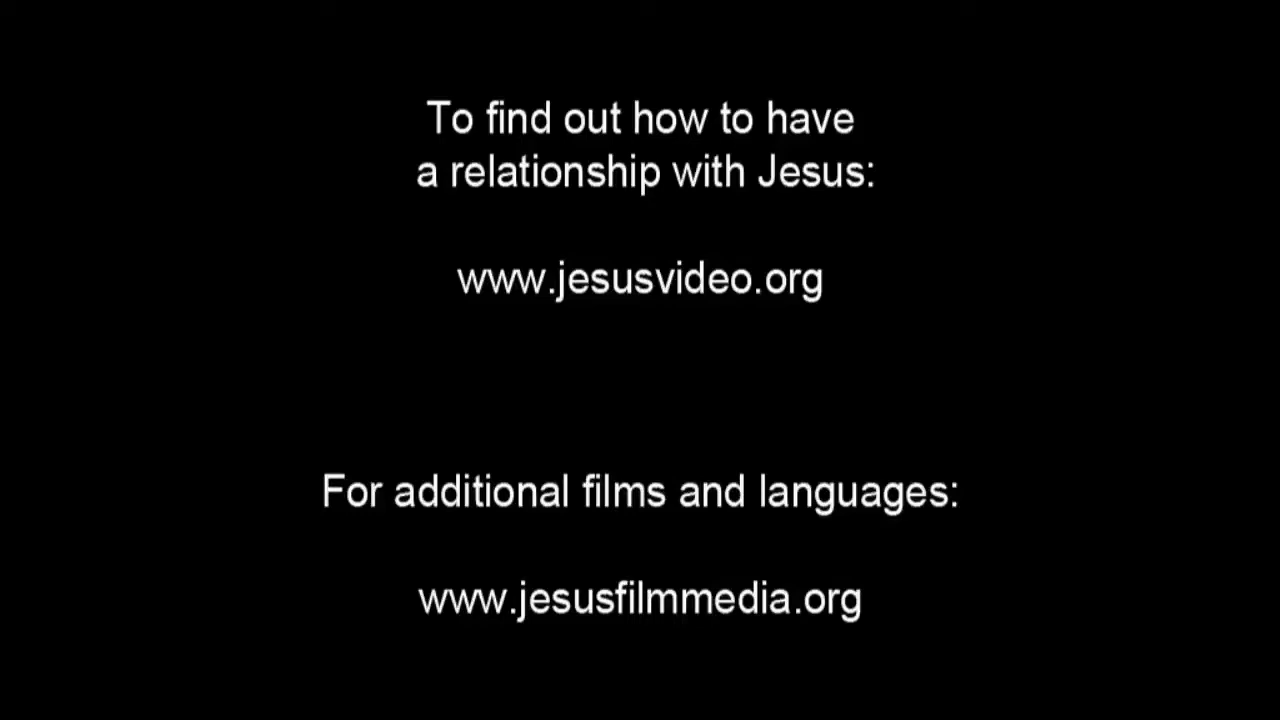 To find out how to have
a relationship with Jesus:
www.jesusvideo.org
For additional films and languages:
www.jesusfilmmedia.org